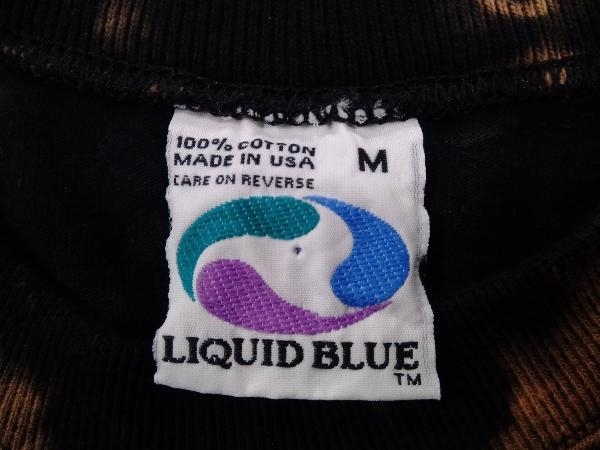 100% COTTON
MADE IN USA
M
CARE ON REVERSE
LIQUID BLUE
TM